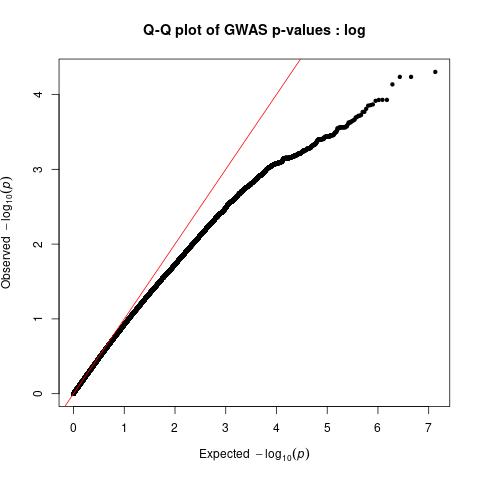 Q-Q plot of GWAS p-values : log
Observed −log₁₀(p)
4
3
2
1
0
0 1 2 3 4 5 6 7
Expected −log₁₀(p)